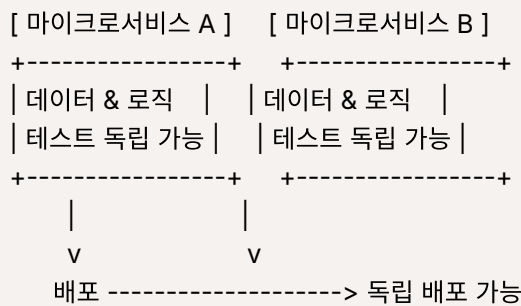 [ 마이크로서비스 A ]     [ 마이크로서비스 B ]
+-----------------+     +-----------------+
| 데이터 & 로직    |     | 데이터 & 로직    |
| 테스트 독립 가능 |     | 테스트 독립 가능 |
+-----------------+     +-----------------+
        |                      |
        v                      v
      배포 --------------------> 독립 배포 가능